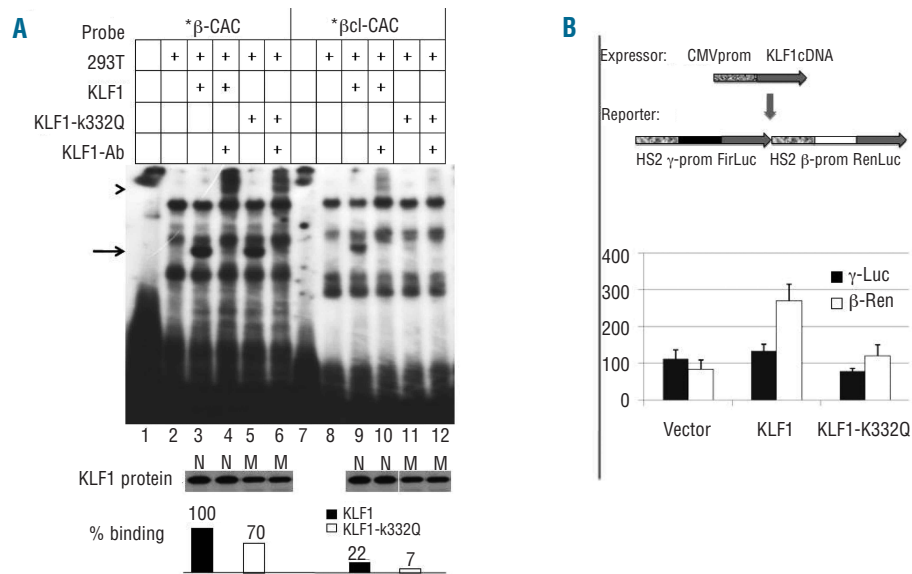 A
Probe *β-CAC *βcl-CAC
293T + + + + + + + + + +
KLF1 + + + +
KLF1-k332Q + + + +
KLF1-Ab + + + +
1 2 3 4 5 6 7 8 9 10 11 12
N N M M N N M M
KLF1 protein
KLF1
KLF1-k332Q
% binding
100 70 22 7
B
Expressor: CMVprom KLF1cDNA
Reporter:
HS2 γ-prom FirLuc HS2 β-prom RenLuc
400
300
200
100
0
γ-Luc
β-Ren
Vector KLF1 KLF1-K332Q